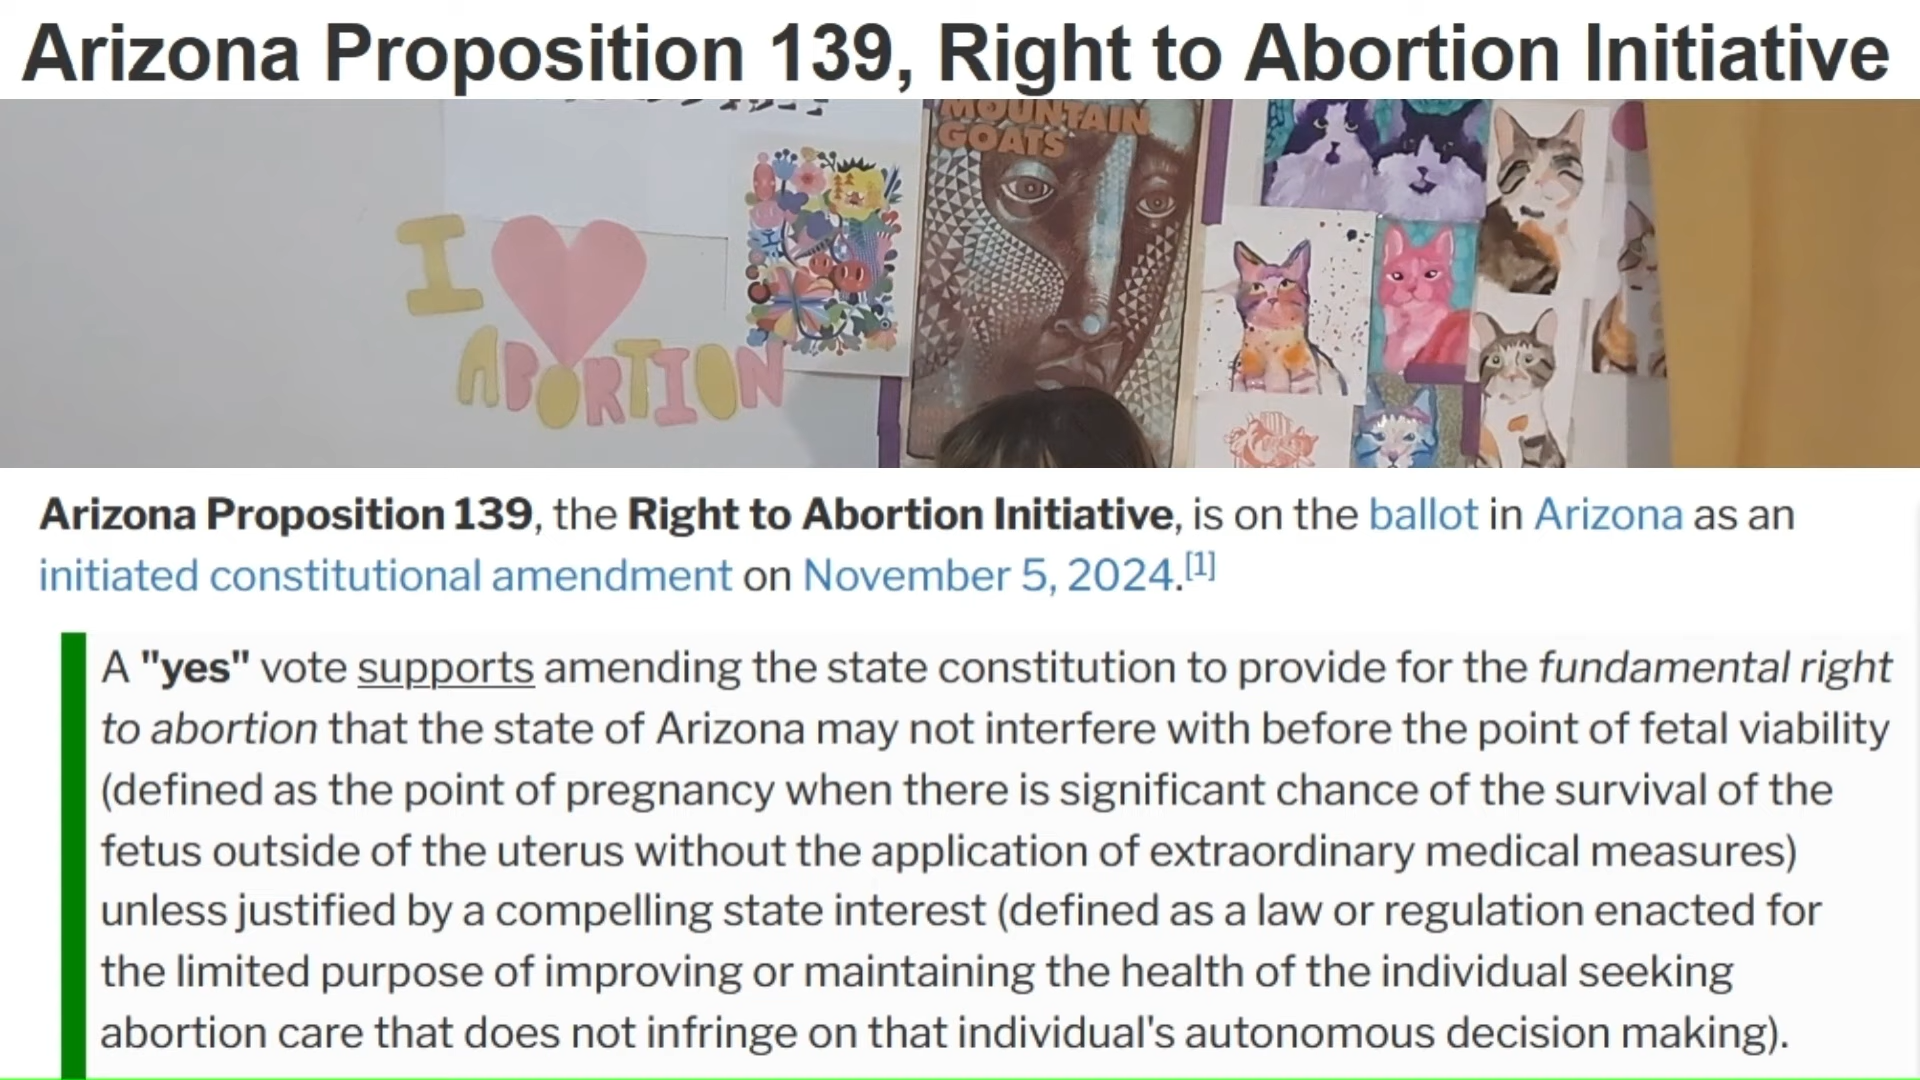 Arizona Proposition 139, Right to Abortion Initiative
MOUNTAIN
GOATS
I
ABORTION
Arizona Proposition 139, the Right to Abortion Initiative, is on the ballot in Arizona as an
initiated constitutional amendment on November 5, 2024.[1]
A "yes" vote supports amending the state constitution to provide for the fundamental right
to abortion that the state of Arizona may not interfere with before the point of fetal viability
(defined as the point of pregnancy when there is significant chance of the survival of the
fetus outside of the uterus without the application of extraordinary medical measures)
unless justified by a compelling state interest (defined as a law or regulation enacted for
the limited purpose of improving or maintaining the health of the individual seeking
abortion care that does not infringe on that individual's autonomous decision making).